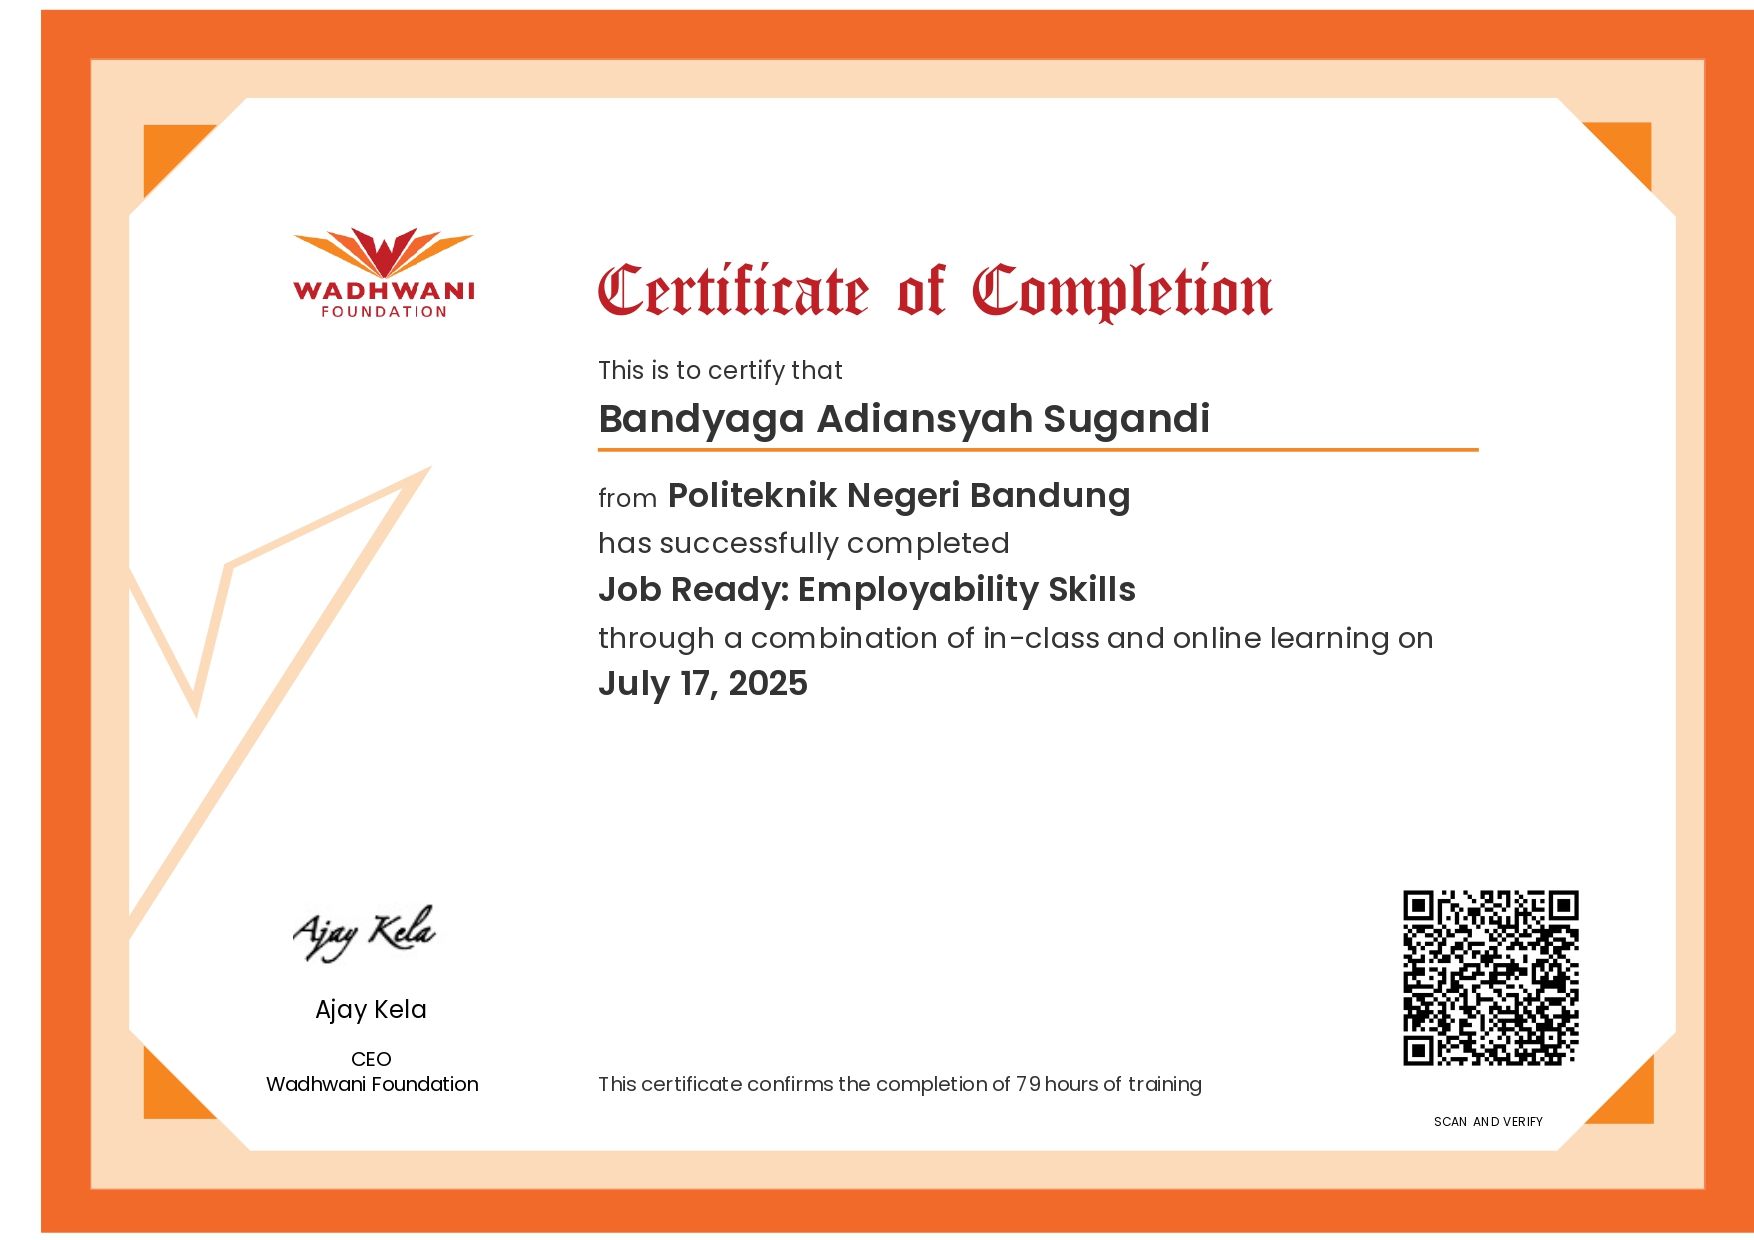 WADHWANI
FOUNDATION
Certificate of Completion
This is to certify that
Bandyaga Adiansyah Sugandi
from Politeknik Negeri Bandung
has successfully completed
Job Ready: Employability Skills
through a combination of in-class and online learning on
July 17, 2025
Ajay Kela
Ajay Kela
CEO
Wadhwani Foundation
This certificate confirms the completion of 79 hours of training
SCAN AND VERIFY